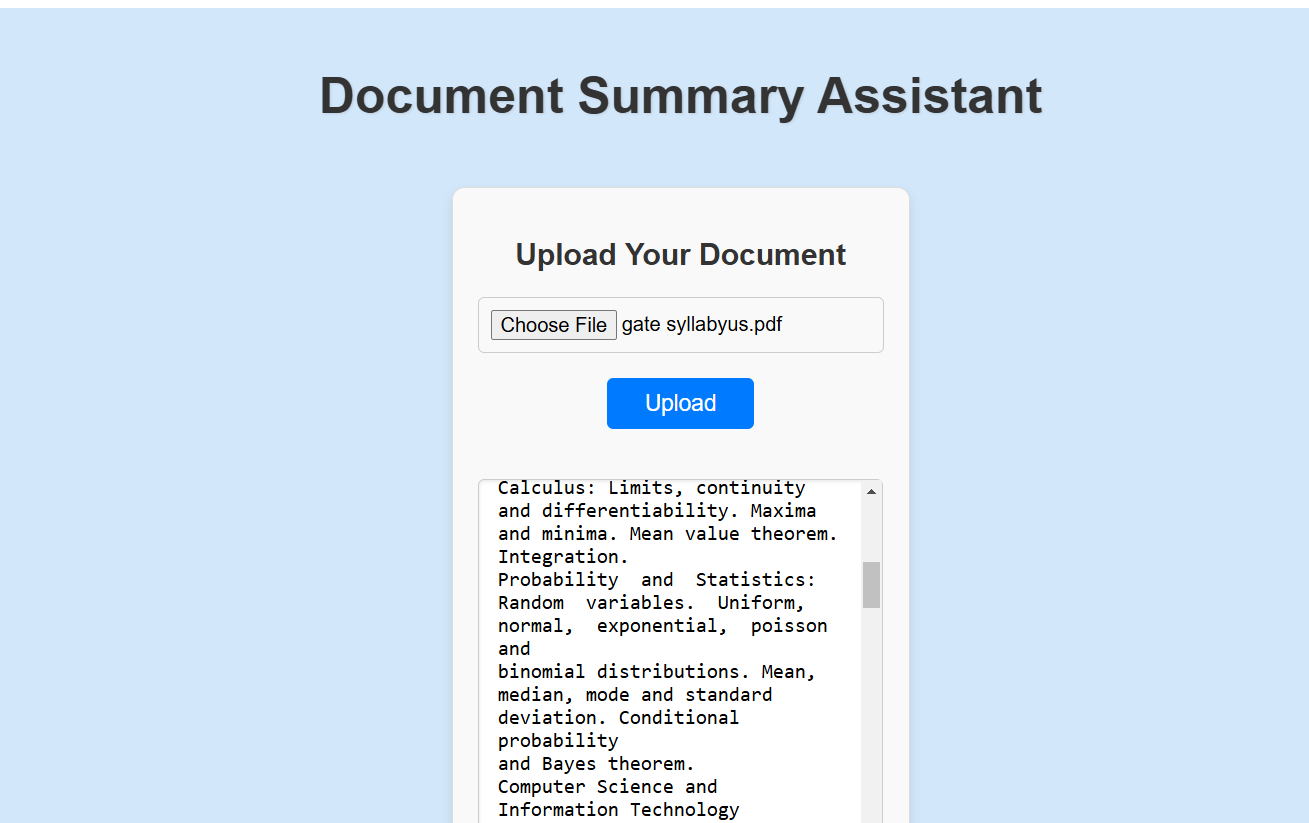 Document Summary Assistant
Upload Your Document
Choose File gate syllabyus.pdf
Upload
Calculus: Limits, continuity
and differentiability. Maxima
and minima. Mean value theorem.
Integration.
Probability  and  Statistics:
Random  variables.  Uniform,
normal,  exponential,  poisson
and
binomial distributions. Mean,
median, mode and standard
deviation. Conditional
probability
and Bayes theorem.
Computer Science and
Information Technology